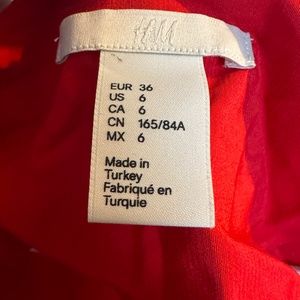 H&M
EUR 36
US 6
CA 6
CN 165/84A
MX 6
Made in
Turkey
Fabriqué en
Turquie